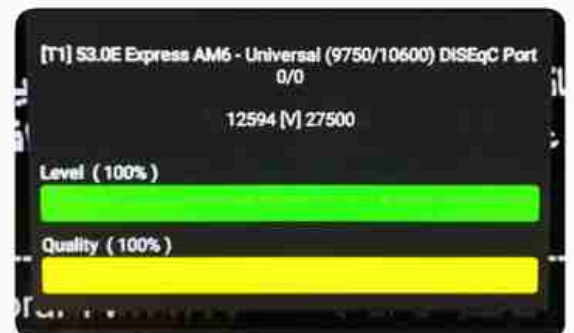 [T1] 53.0E Express AM6 - Universal (9750/10600) DiSEqC Port
0/0
12594 [V] 27500
Level ( 100% )
Quality ( 100% )